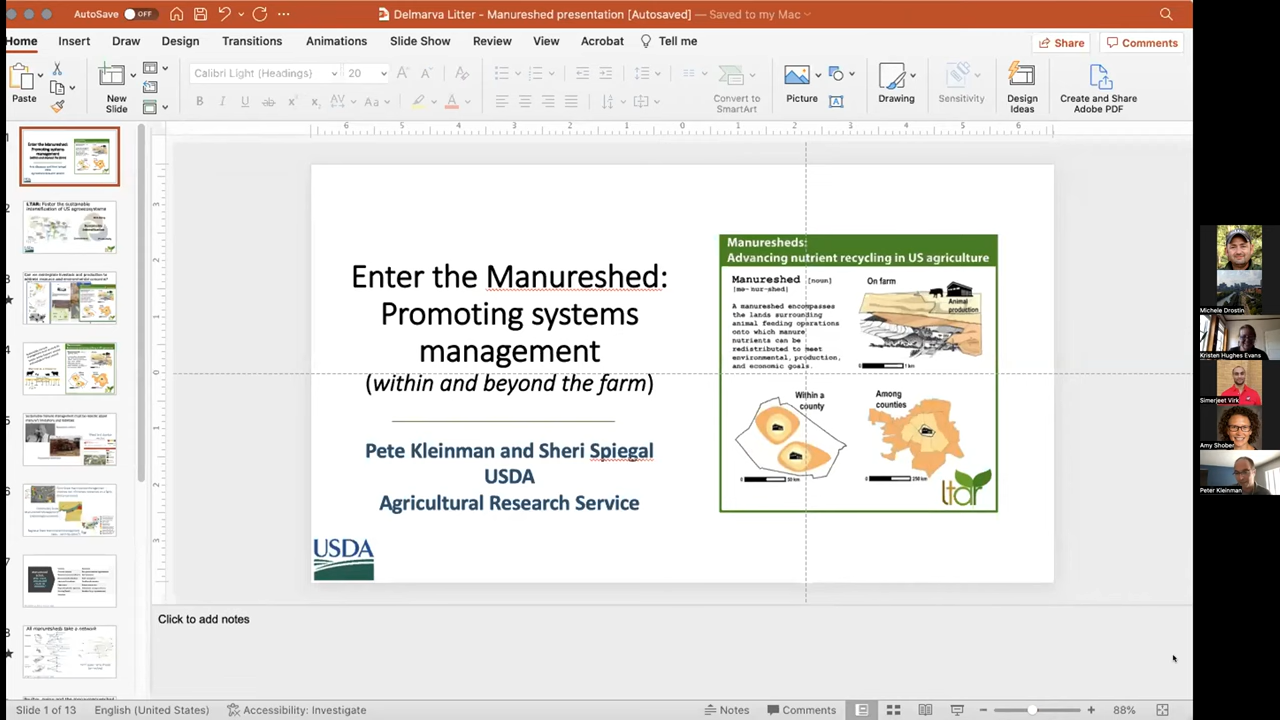 AutoSave OFF
Delmarva Litter - Manureshed presentation [Autosaved] — Saved to my Mac
Home Insert Draw Design Transitions Animations Slide Show Review View Acrobat Tell me
Share Comments
Calibri Light (Headings) 20
Paste
New
Slide
Convert to
SmartArt
Picture
Drawing
Sensitivity
Design
Ideas
Create and Share
Adobe PDF
Enter the Manureshed:
Promoting systems
management
(within and beyond the farm)
Pete Kleinman and Sheri Spiegal
USDA
Agricultural Research Service
USDA
Manuresheds:
Advancing nutrient recycling in US agriculture
Manureshed [noun]
[me-nur-shed]
A manureshed encompasses
the lands surrounding
animal feeding operations
onto which manure
nutrients can be
redistributed to meet
environmental, production,
and economic goals.
On farm
Animal
production
Within a
county
Among
counties
ltar
Michele Drostin
Kristen Hughes Evans
Simerjeet Virk
Amy Shober
Peter Kleinman
All manuresheds take a network
Click to add notes
Slide 1 of 13 English (United States) Accessibility: Investigate
Notes Comments 88%